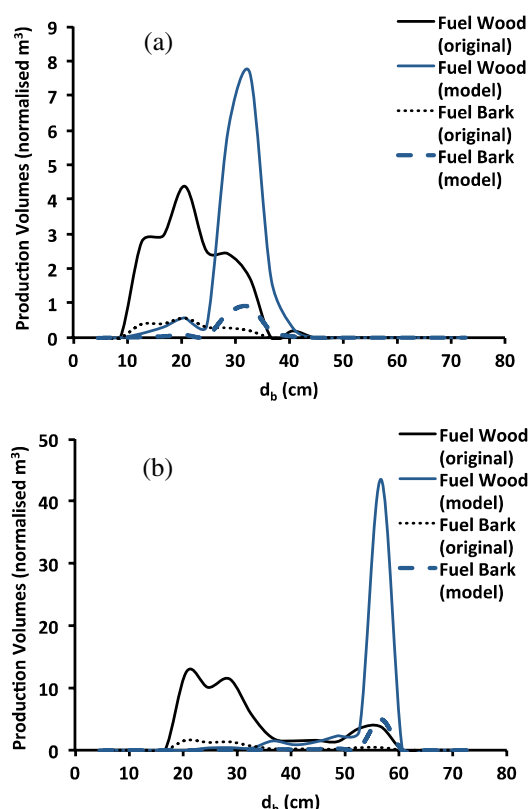 (a)
Production Volumes (normalised m³)
9
8
7
6
5
4
3
2
1
0
0 10 20 30 40 50 60 70 80
d_b (cm)
Fuel Wood
(original)
Fuel Wood
(model)
Fuel Bark
(original)
Fuel Bark
(model)
(b)
Production Volumes (normalised m³)
50
40
30
20
10
0
0 10 20 30 40 50 60 70 80
d_b (cm)
Fuel Wood
(original)
Fuel Wood
(model)
Fuel Bark
(original)
Fuel Bark
(model)